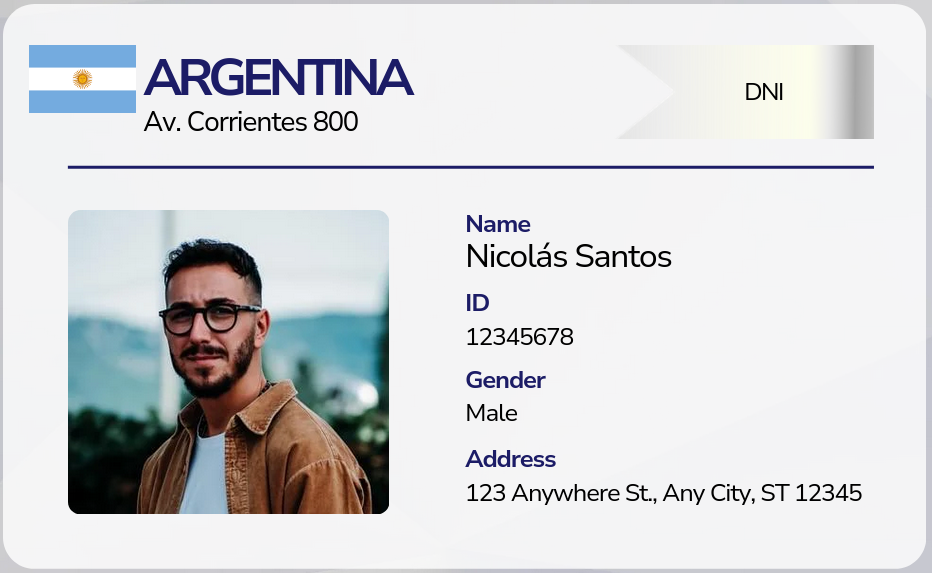 ARGENTINA
Av. Corrientes 800
DNI
Name
Nicolás Santos
ID
12345678
Gender
Male
Address
123 Anywhere St., Any City, ST 12345